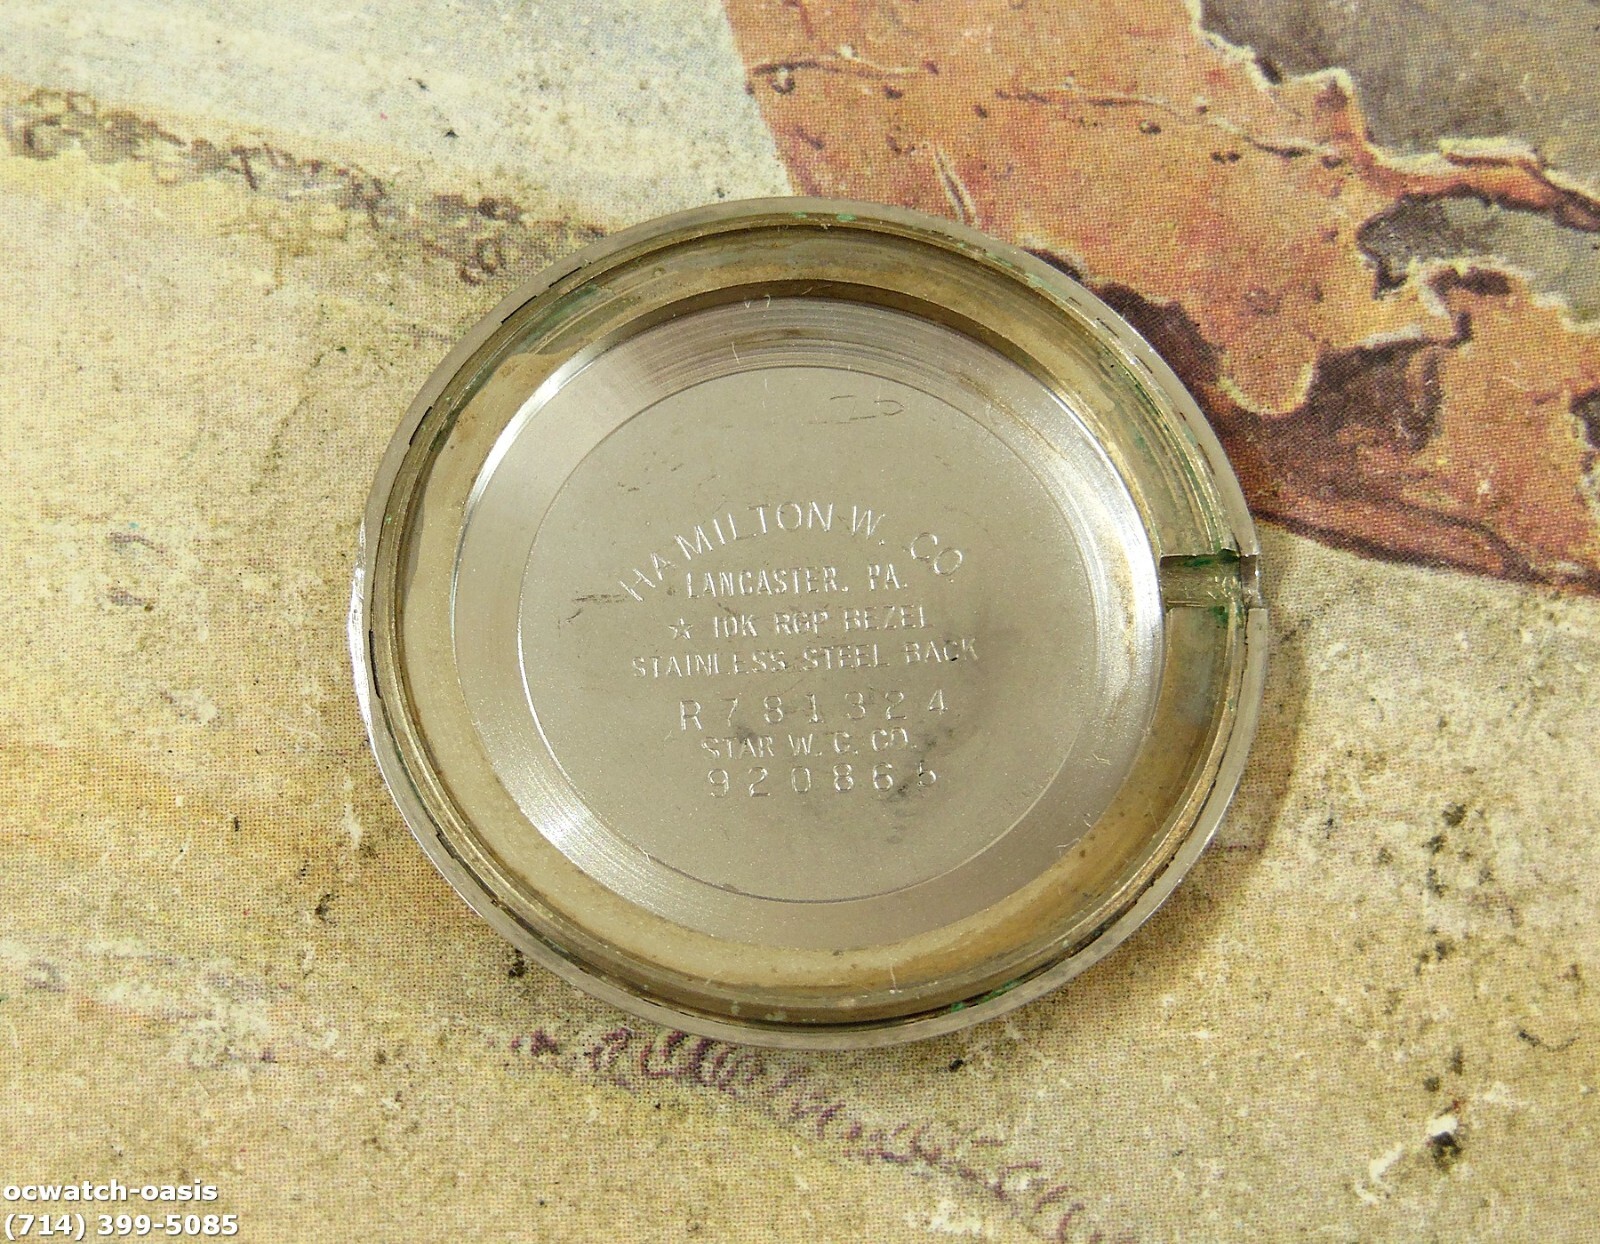 HAMILTON W. CO
LANCASTER, PA.
☆ 10K RGP BEZEL
STAINLESS STEEL BACK
R781324
STAR W. C. CO.
920865
ocwatch-oasis
(714) 399-5085